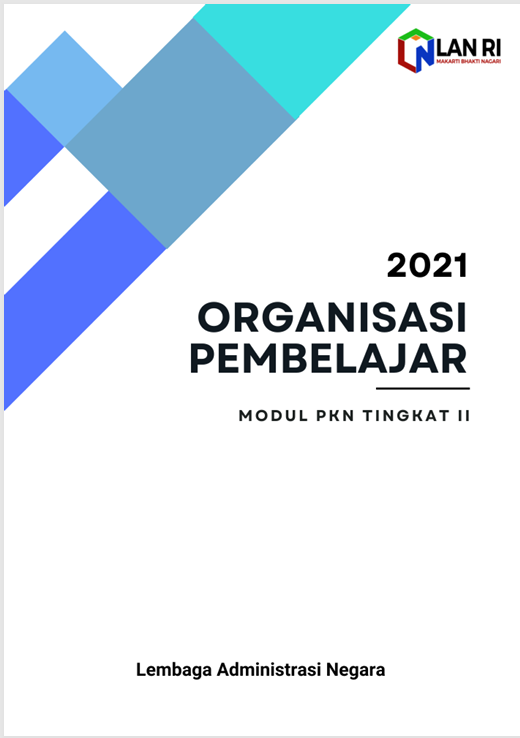 LAN RI
MAKARTI BHAKTI NAGARI
2021
ORGANISASI
PEMBELAJAR
MODUL PKN TINGKAT II
Lembaga Administrasi Negara